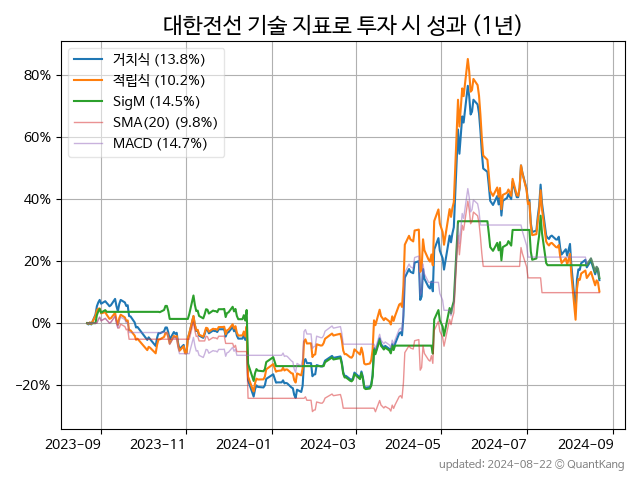 대한전선 기술 지표로 투자 시 성과 (1년)
거치식 (13.8%)
적립식 (10.2%)
SigM (14.5%)
SMA(20) (9.8%)
MACD (14.7%)
80%
60%
40%
20%
0%
−20%
2023−09 2023−11 2024−01 2024−03 2024−05 2024−07 2024−09
updated: 2024-08-22 © QuantKang